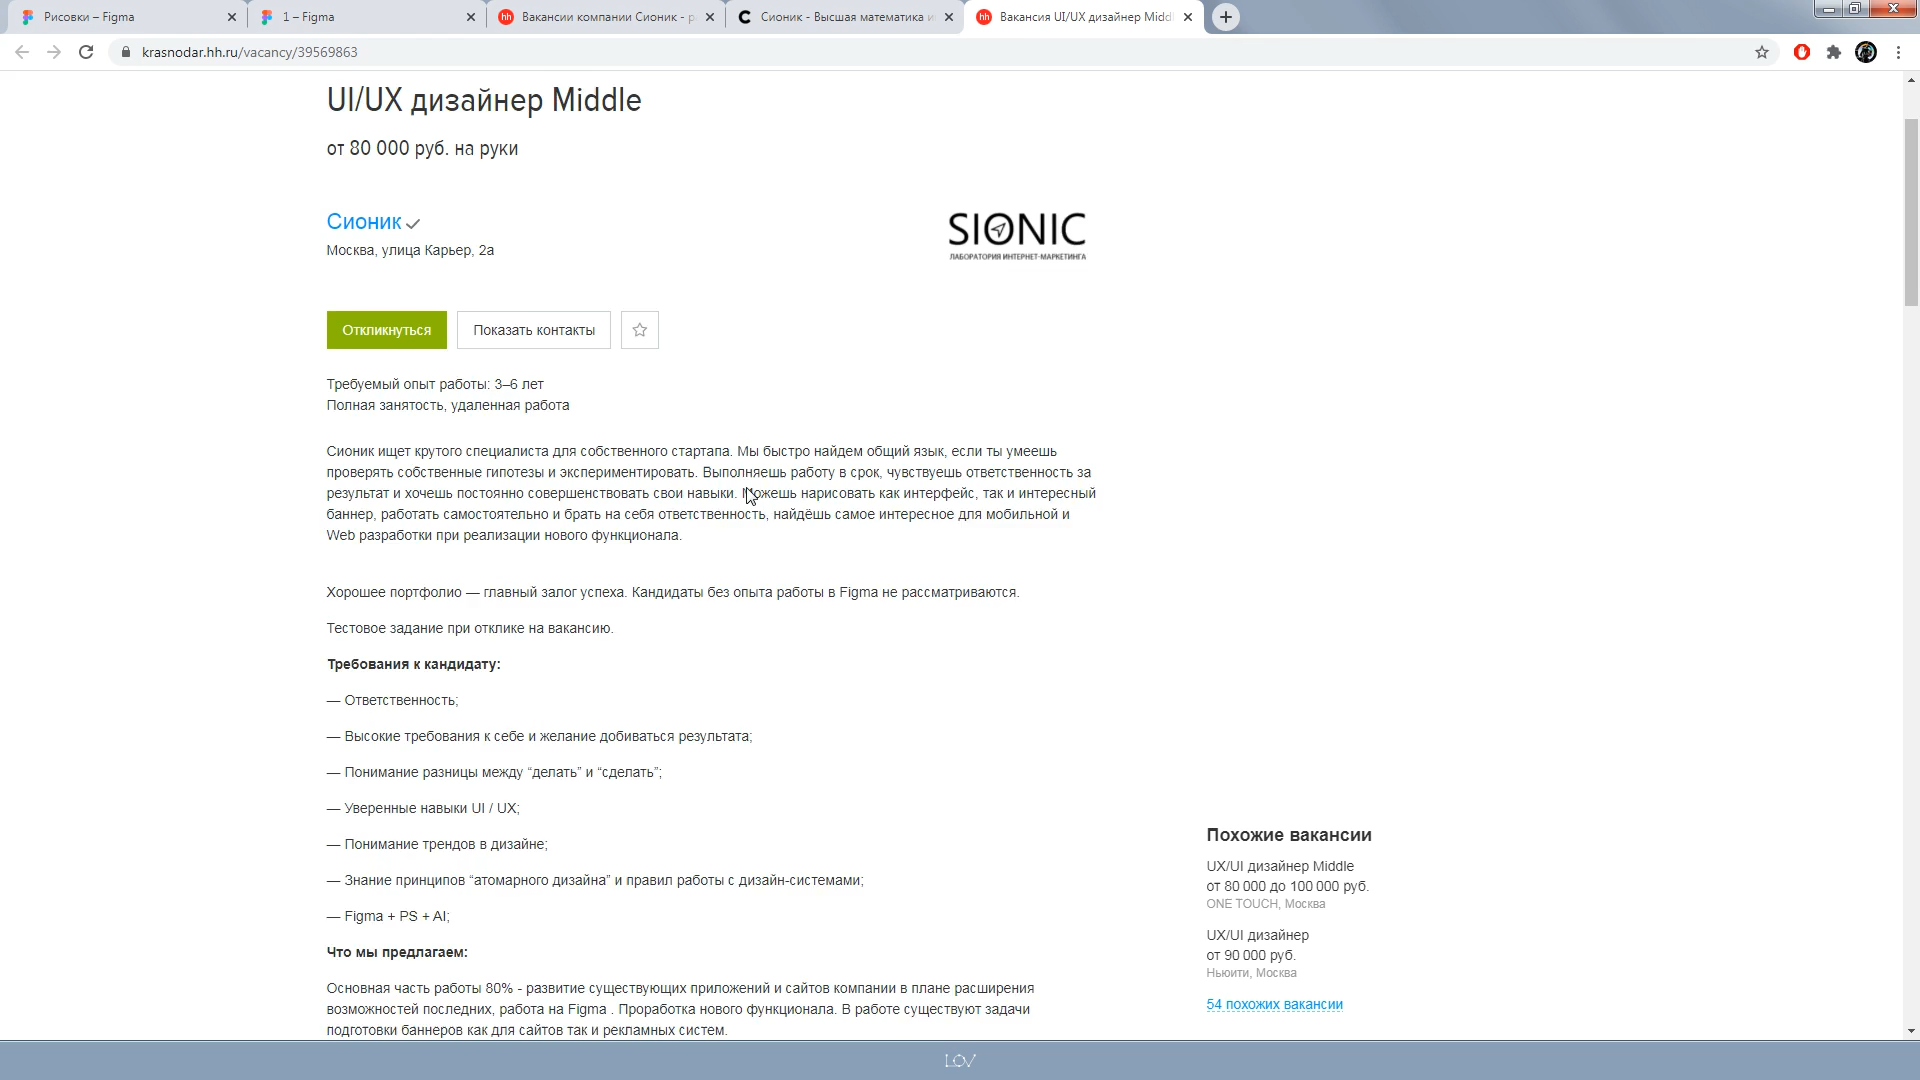 Рисовки – Figma
1 – Figma
Вакансии компании Сионик - р
Сионик - Высшая математика и
Вакансия UI/UX дизайнер Middl
krasnodar.hh.ru/vacancy/39569863
UI/UX дизайнер Middle
от 80 000 руб. на руки
Сионик
Москва, улица Карьер, 2а
SIONIC
ЛАБОРАТОРИЯ ИНТЕРНЕТ-МАРКЕТИНГА
Откликнуться
Показать контакты
Требуемый опыт работы: 3–6 лет
Полная занятость, удаленная работа
Сионик ищет крутого специалиста для собственного стартапа. Мы быстро найдем общий язык, если ты умеешь
проверять собственные гипотезы и экспериментировать. Выполняешь работу в срок, чувствуешь ответственность за
результат и хочешь постоянно совершенствовать свои навыки. Можешь нарисовать как интерфейс, так и интересный
баннер, работать самостоятельно и брать на себя ответственность, найдёшь самое интересное для мобильной и
Web разработки при реализации нового функционала.
Хорошее портфолио — главный залог успеха. Кандидаты без опыта работы в Figma не рассматриваются.
Тестовое задание при отклике на вакансию.
Требования к кандидату:
— Ответственность;
— Высокие требования к себе и желание добиваться результата;
— Понимание разницы между “делать” и “сделать”;
— Уверенные навыки UI / UX;
— Понимание трендов в дизайне;
— Знание принципов “атомарного дизайна” и правил работы с дизайн-системами;
— Figma + PS + AI;
Что мы предлагаем:
Основная часть работы 80% - развитие существующих приложений и сайтов компании в плане расширения
возможностей последних, работа на Figma . Проработка нового функционала. В работе существуют задачи
подготовки баннеров как для сайтов так и рекламных систем.
Похожие вакансии
UX/UI дизайнер Middle
от 80 000 до 100 000 руб.
ONE TOUCH, Москва
UX/UI дизайнер
от 90 000 руб.
Ньюити, Москва
54 похожих вакансии
LOV